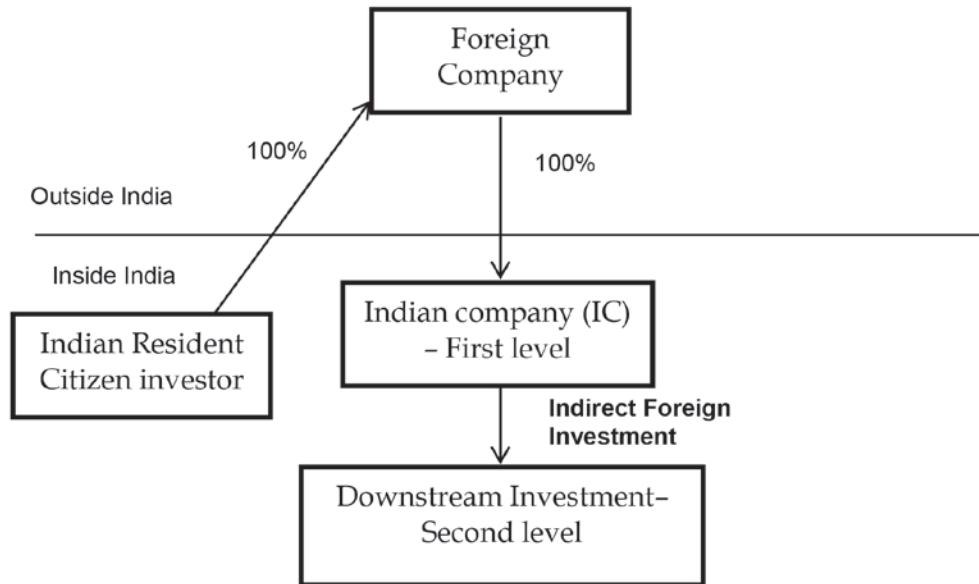 Foreign
Company
100%
100%
Outside India
Inside India
Indian Resident
Citizen investor
Indian company (IC)
– First level
Indirect Foreign
Investment
Downstream Investment–
Second level